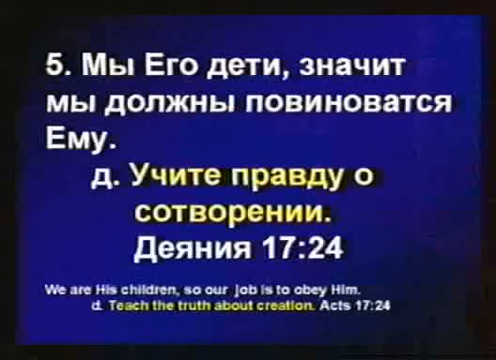 5. Мы Его дети, значит
мы должны повиноватся
Ему.
д. Учите правду о
сотворении.
Деяния 17:24
We are His children, so our job is to obey Him.
d. Teach the truth about creation. Acts 17:24